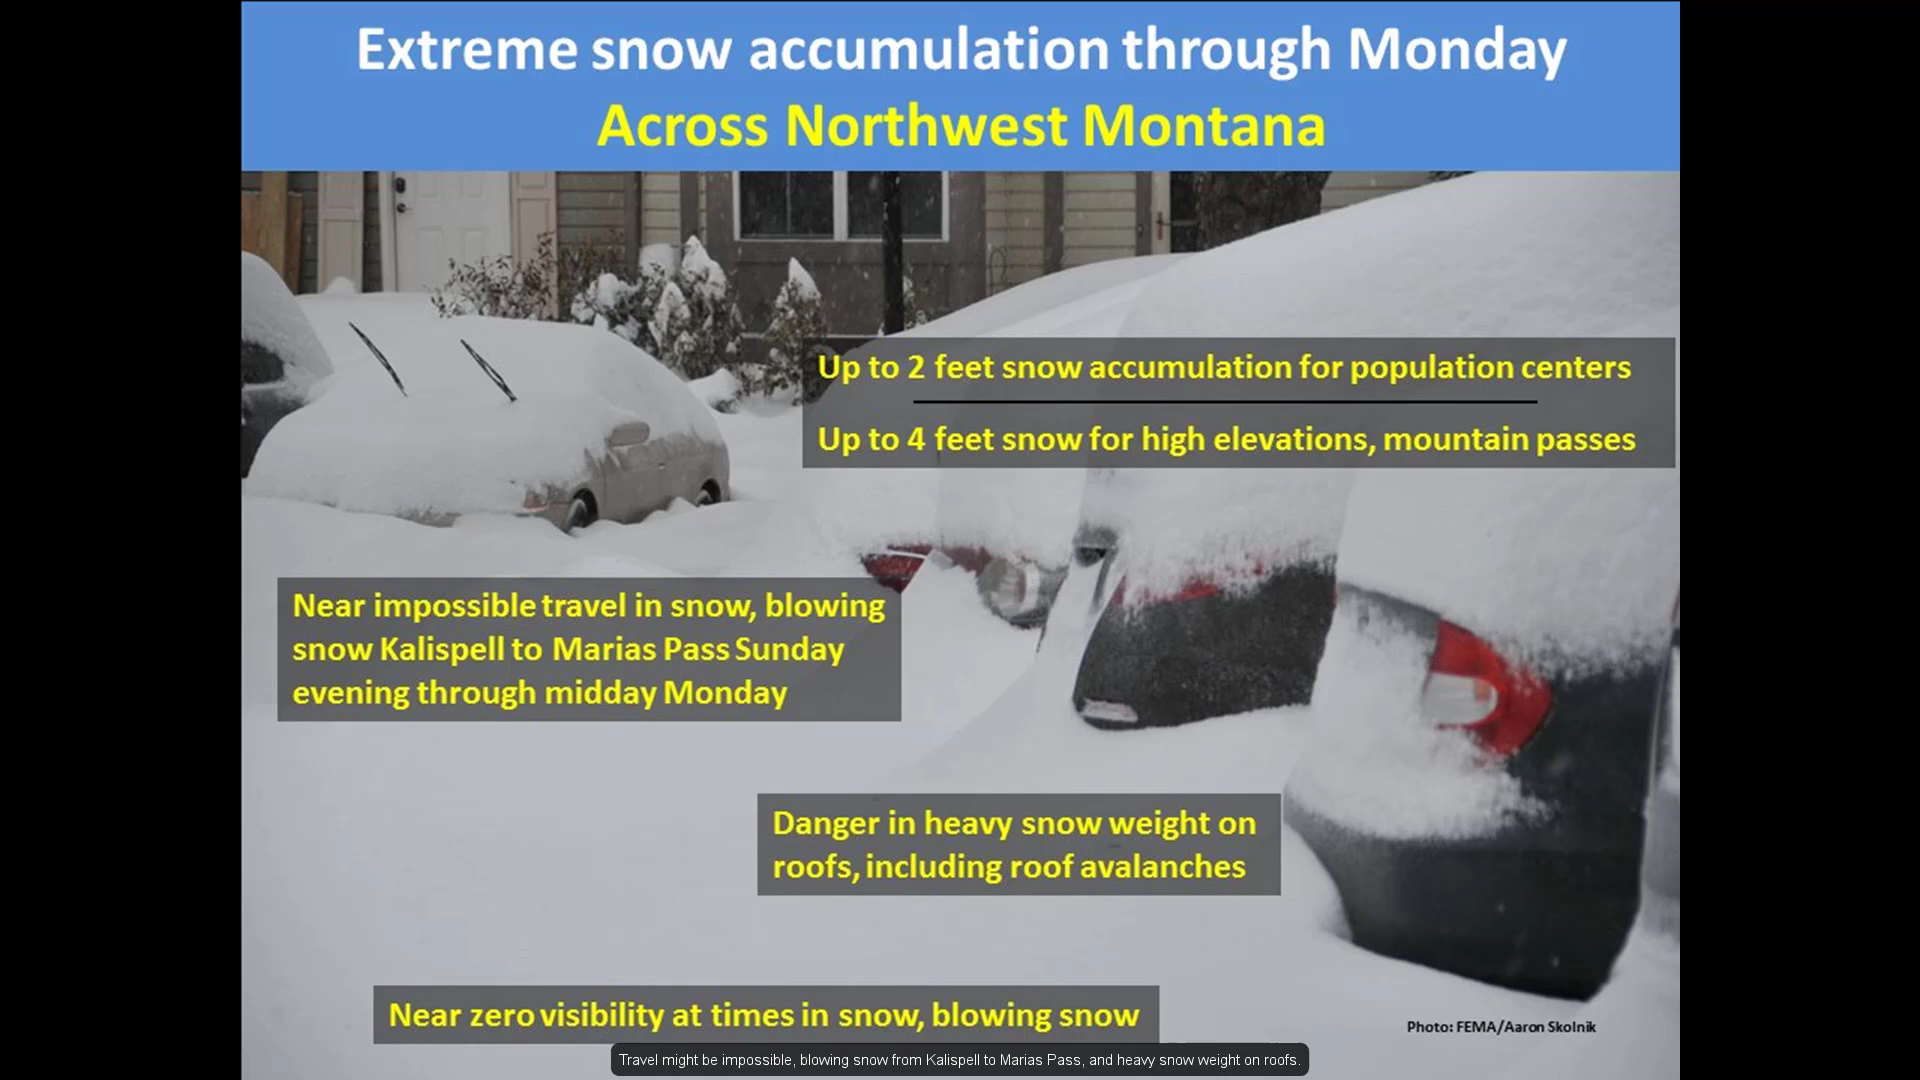 Extreme snow accumulation through Monday
Across Northwest Montana
Up to 2 feet snow accumulation for population centers
Up to 4 feet snow for high elevations, mountain passes
Near impossible travel in snow, blowing
snow Kalispell to Marias Pass Sunday
evening through midday Monday
Danger in heavy snow weight on
roofs, including roof avalanches
Near zero visibility at times in snow, blowing snow
Photo: FEMA/Aaron Skolnik
Travel might be impossible, blowing snow from Kalispell to Marias Pass, and heavy snow weight on roofs.